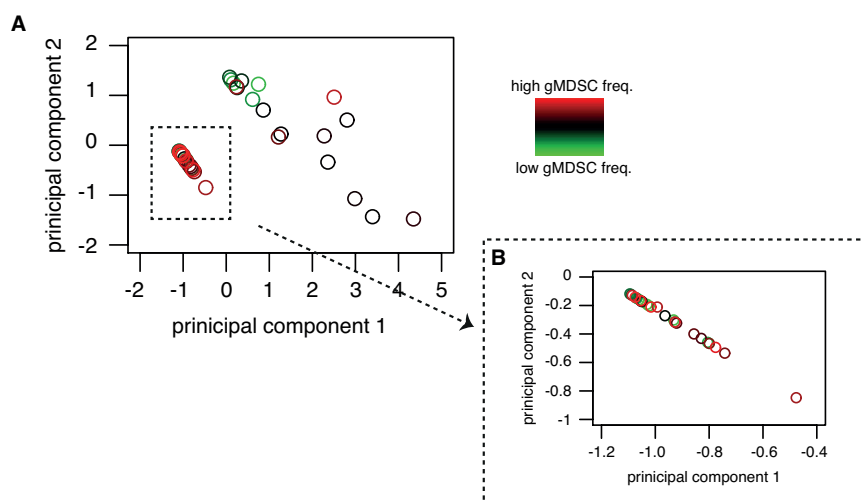 A
prinicipal component 2
2
1
0
-1
-2
-2 -1 0 1 2 3 4 5
prinicipal component 1
high gMDSC freq.
low gMDSC freq.
B
prinicipal component 2
0
-0.2
-0.4
-0.6
-0.8
-1
-1.2 -1.0 -0.8 -0.6 -0.4
prinicipal component 1